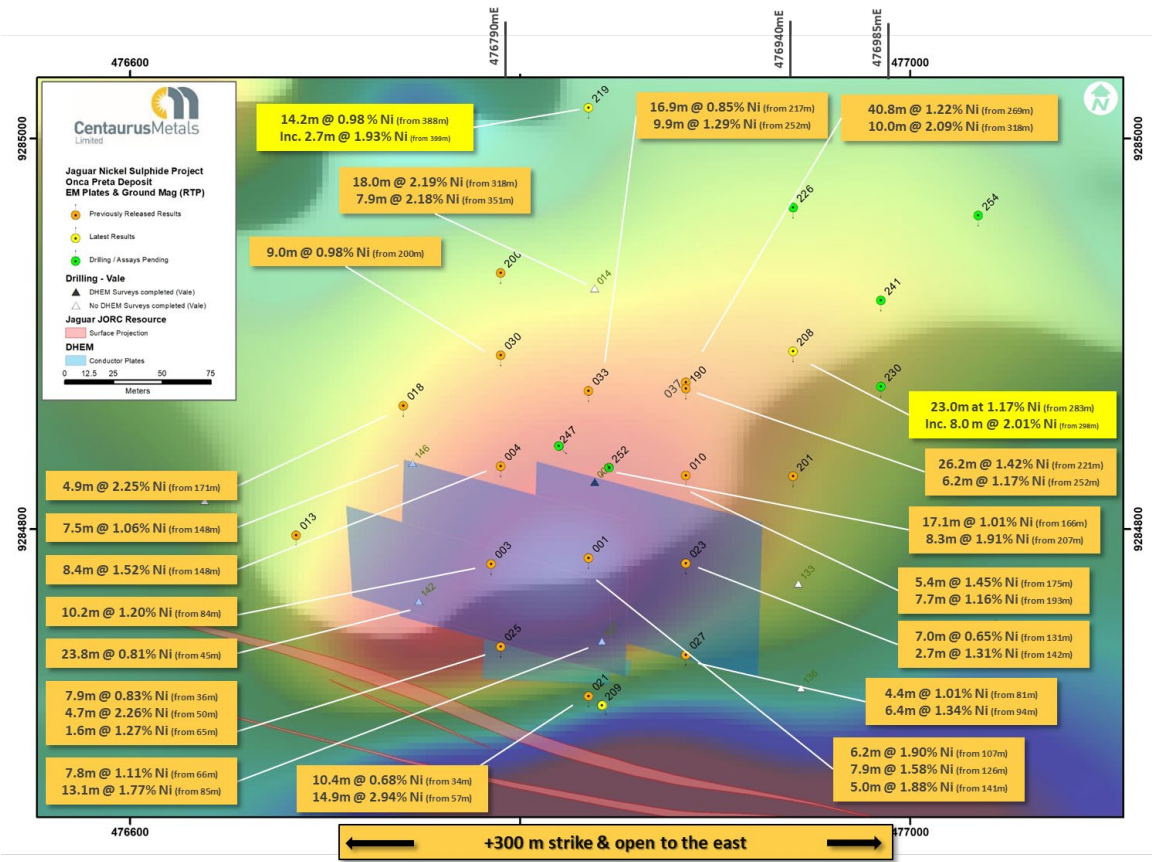 476790mE
476940mE
476985mE
476600
477000
9285000
9285000
9284800
9284800
N
CentaurusMetals
Limited
Jaguar Nickel Sulphide Project
Onca Preta Deposit
EM Plates & Ground Mag (RTP)
Previously Released Results
Latest Results
Drilling / Assays Pending
Drilling - Vale
DHEM Surveys completed (Vale)
No DHEM Surveys completed (Vale)
Jaguar JORC Resource
Surface Projection
DHEM
Conductor Plates
0 12.5 25 50 75
Meters
14.2m @ 0.98 % Ni (from 388m)
Inc. 2.7m @ 1.93% Ni (from 399m)
219
16.9m @ 0.85% Ni (from 217m)
9.9m @ 1.29% Ni (from 252m)
40.8m @ 1.22% Ni (from 269m)
10.0m @ 2.09% Ni (from 318m)
18.0m @ 2.19% Ni (from 318m)
7.9m @ 2.18% Ni (from 351m)
226
254
9.0m @ 0.98% Ni (from 200m)
200
014
241
030
208
033
037
190
230
018
23.0m at 1.17% Ni (from 283m)
Inc. 8.0 m @ 2.01% Ni (from 298m)
146
004
247
252
010
201
26.2m @ 1.42% Ni (from 221m)
6.2m @ 1.17% Ni (from 252m)
4.9m @ 2.25% Ni (from 171m)
7.5m @ 1.06% Ni (from 148m)
17.1m @ 1.01% Ni (from 166m)
8.3m @ 1.91% Ni (from 207m)
013
003
001
023
133
8.4m @ 1.52% Ni (from 148m)
5.4m @ 1.45% Ni (from 175m)
7.7m @ 1.16% Ni (from 193m)
10.2m @ 1.20% Ni (from 84m)
142
7.0m @ 0.65% Ni (from 131m)
2.7m @ 1.31% Ni (from 142m)
23.8m @ 0.81% Ni (from 45m)
025
027
136
7.9m @ 0.83% Ni (from 36m)
4.7m @ 2.26% Ni (from 50m)
1.6m @ 1.27% Ni (from 65m)
021
209
4.4m @ 1.01% Ni (from 81m)
6.4m @ 1.34% Ni (from 94m)
7.8m @ 1.11% Ni (from 66m)
13.1m @ 1.77% Ni (from 85m)
10.4m @ 0.68% Ni (from 34m)
14.9m @ 2.94% Ni (from 57m)
6.2m @ 1.90% Ni (from 107m)
7.9m @ 1.58% Ni (from 126m)
5.0m @ 1.88% Ni (from 141m)
476600
477000
+300 m strike & open to the east